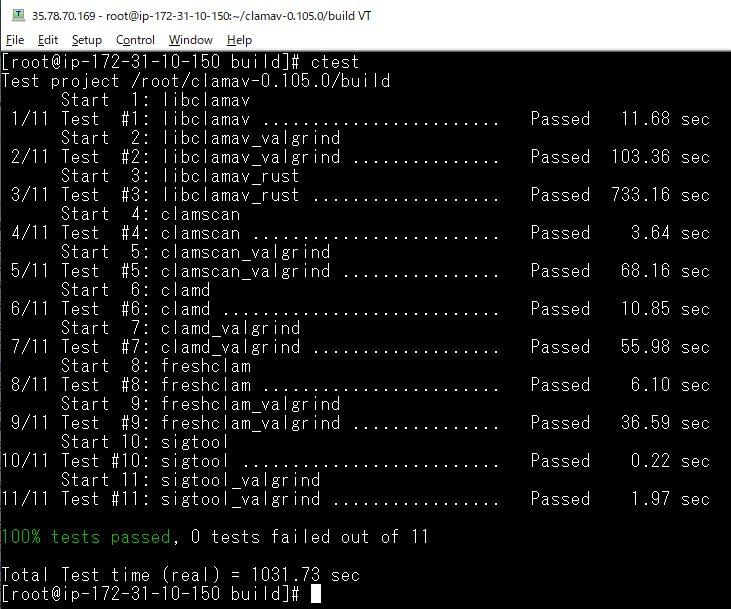 35.78.70.169 - root@ip-172-31-10-150:~/clamav-0.105.0/build VT
File Edit Setup Control Window Help
[root@ip-172-31-10-150 build]# ctest
Test project /root/clamav-0.105.0/build
      Start  1: libclamav
 1/11 Test  #1: libclamav ........................   Passed   11.68 sec
      Start  2: libclamav_valgrind
 2/11 Test  #2: libclamav_valgrind ...............   Passed  103.36 sec
      Start  3: libclamav_rust
 3/11 Test  #3: libclamav_rust ...................   Passed  733.16 sec
      Start  4: clamscan
 4/11 Test  #4: clamscan .........................   Passed    3.64 sec
      Start  5: clamscan_valgrind
 5/11 Test  #5: clamscan_valgrind ................   Passed   68.16 sec
      Start  6: clamd
 6/11 Test  #6: clamd ............................   Passed   10.85 sec
      Start  7: clamd_valgrind
 7/11 Test  #7: clamd_valgrind ...................   Passed   55.98 sec
      Start  8: freshclam
 8/11 Test  #8: freshclam ........................   Passed    6.10 sec
      Start  9: freshclam_valgrind
 9/11 Test  #9: freshclam_valgrind ...............   Passed   36.59 sec
      Start 10: sigtool
10/11 Test #10: sigtool ..........................   Passed    0.22 sec
      Start 11: sigtool_valgrind
11/11 Test #11: sigtool_valgrind .................   Passed    1.97 sec
100% tests passed, 0 tests failed out of 11
Total Test time (real) = 1031.73 sec
[root@ip-172-31-10-150 build]#